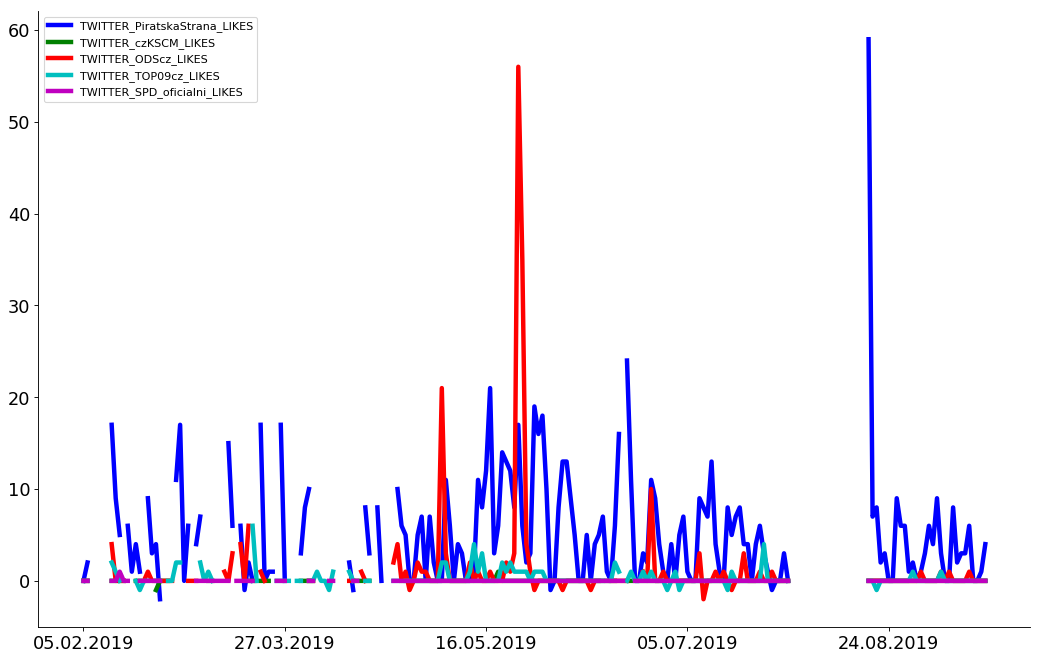 TWITTER_PiratskaStrana_LIKES
TWITTER_czKSCM_LIKES
TWITTER_ODScz_LIKES
TWITTER_TOP09cz_LIKES
TWITTER_SPD_oficialni_LIKES
60
50
40
30
20
10
0
05.02.2019 27.03.2019 16.05.2019 05.07.2019 24.08.2019